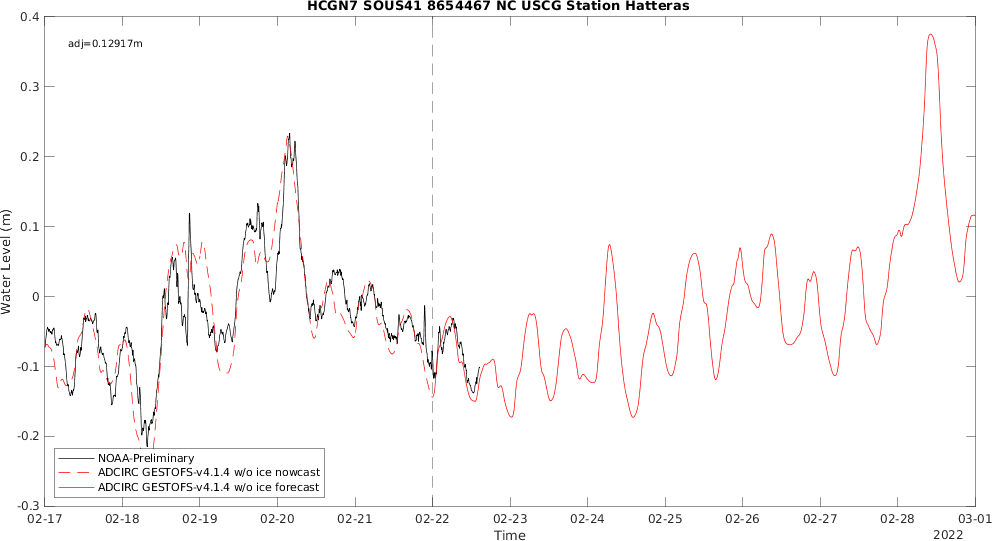 HCGN7 SOUS41 8654467 NC USCG Station Hatteras
adj=0.12917m
0.4
0.3
0.2
0.1
0
-0.1
-0.2
-0.3
Water Level (m)
NOAA-Preliminary
ADCIRC GESTOFS-v4.1.4 w/o ice nowcast
ADCIRC GESTOFS-v4.1.4 w/o ice forecast
02-17 02-18 02-19 02-20 02-21 02-22 02-23 02-24 02-25 02-26 02-27 02-28 03-01
Time
2022